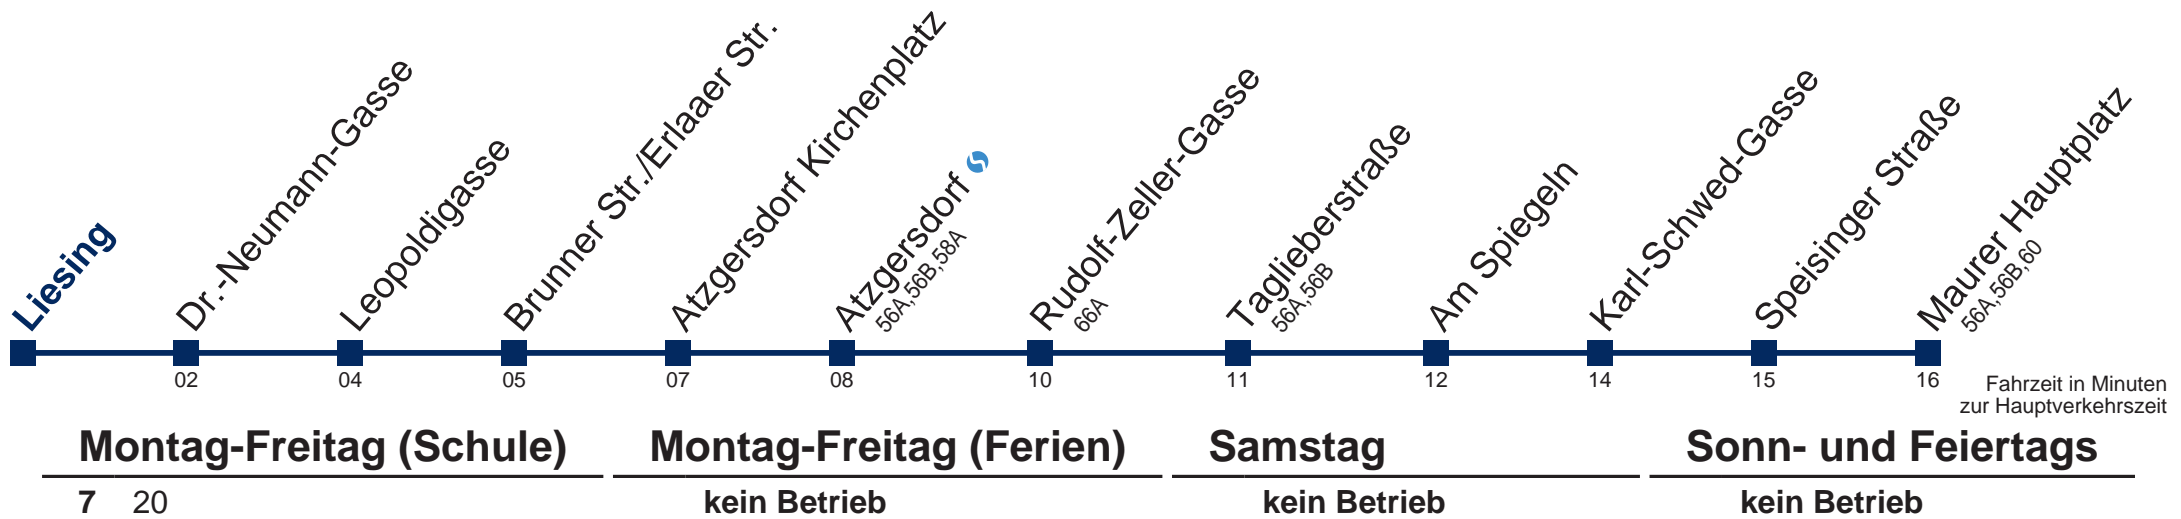 Liesing
Dr.-Neumann-Gasse
Leopoldigasse
Brunner Str./Erlaaer Str.
Atzgersdorf Kirchenplatz
Atzgersdorf
56A,56B,58A
Rudolf-Zeller-Gasse
66A
Taglieberstraße
56A,56B
Am Spiegeln
Karl-Schwed-Gasse
Speisinger Straße
Maurer Hauptplatz
56A,56B,60
02 04 05 07 08 10 11 12 14 15 16
Fahrzeit in Minuten
zur Hauptverkehrszeit
Montag-Freitag (Schule) Montag-Freitag (Ferien) Samstag Sonn- und Feiertags
7 20 kein Betrieb kein Betrieb kein Betrieb